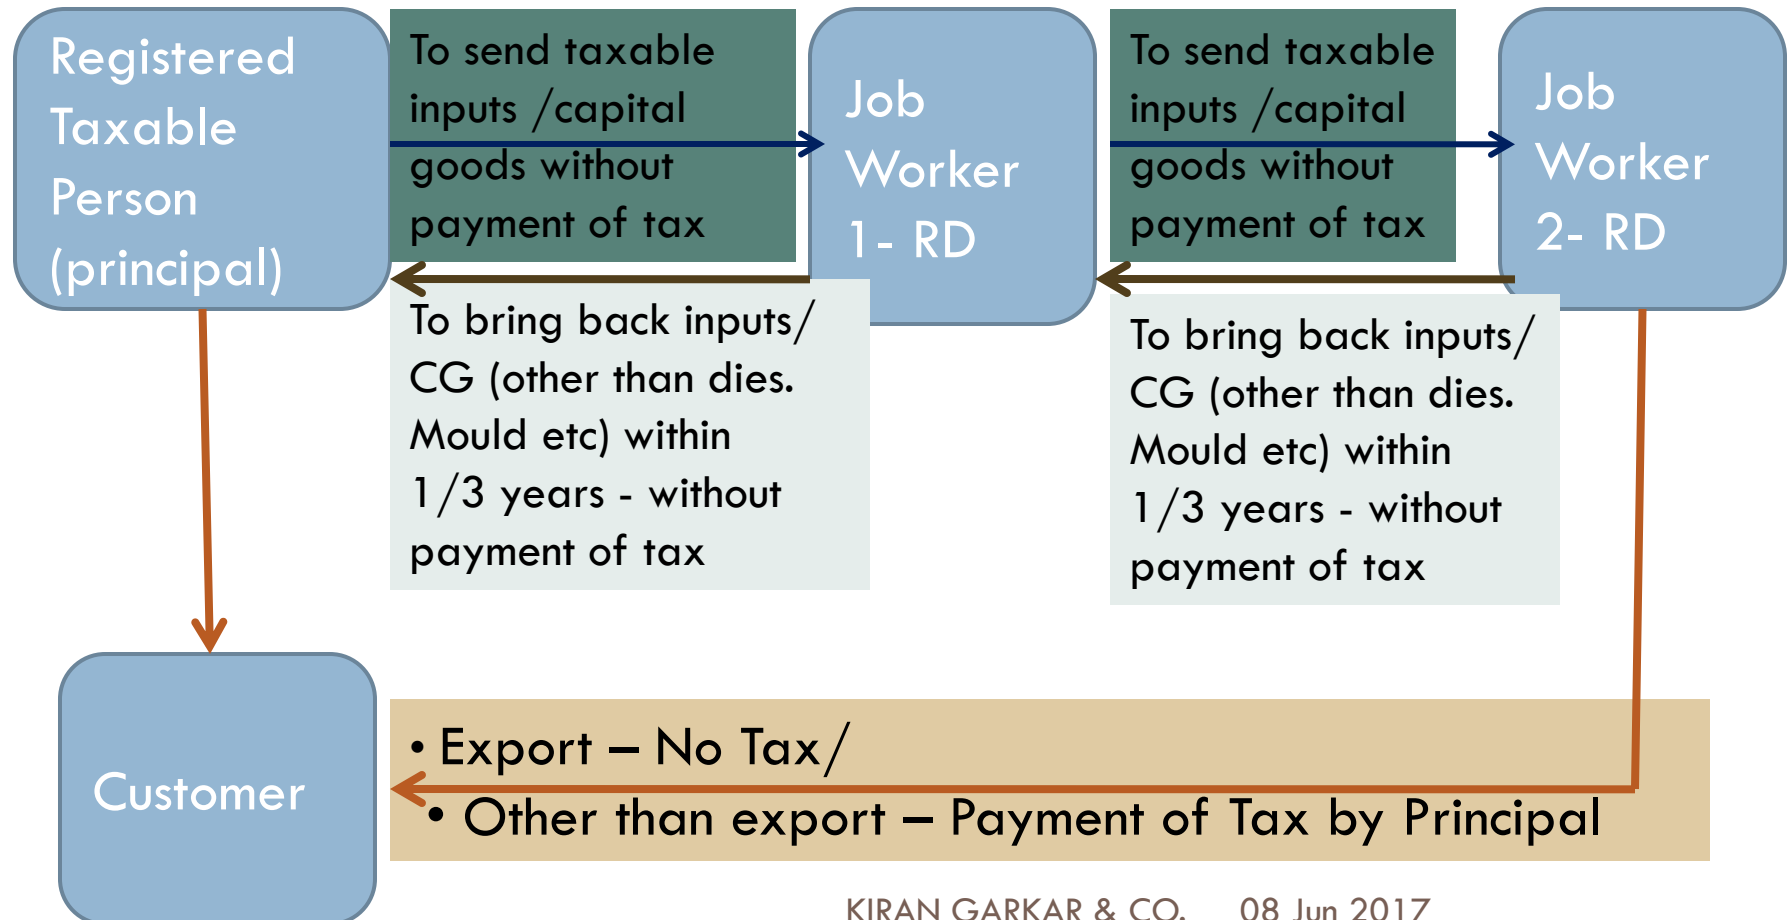 Registered
Taxable
Person
(principal)
To send taxable
inputs /capital
goods without
payment of tax
Job
Worker
1- RD
To send taxable
inputs /capital
goods without
payment of tax
Job
Worker
2- RD
To bring back inputs/
CG (other than dies.
Mould etc) within
1/3 years - without
payment of tax
To bring back inputs/
CG (other than dies.
Mould etc) within
1/3 years - without
payment of tax
Customer
• Export – No Tax/
• Other than export – Payment of Tax by Principal
KIRAN GARKAR & CO. 08 Jun 2017